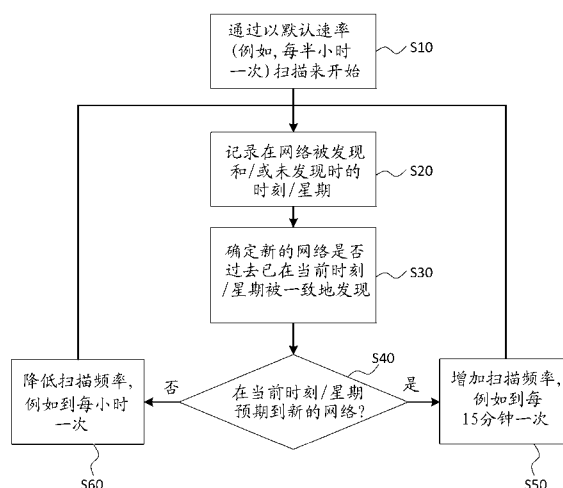 通过以默认速率
(例如,每半小时
一次)扫描来开始
S10
记录在网络被发现
和/或未发现时的
时刻/星期
S20
确定新的网络是否
过去已在当前时刻
/星期被一致地发现
S30
S40
在当前时刻/星期
预期到新的网络?
否
是
降低扫描频率,
例如到每小时
一次
S60
增加扫描频率,
例如到每
15分钟一次
S50